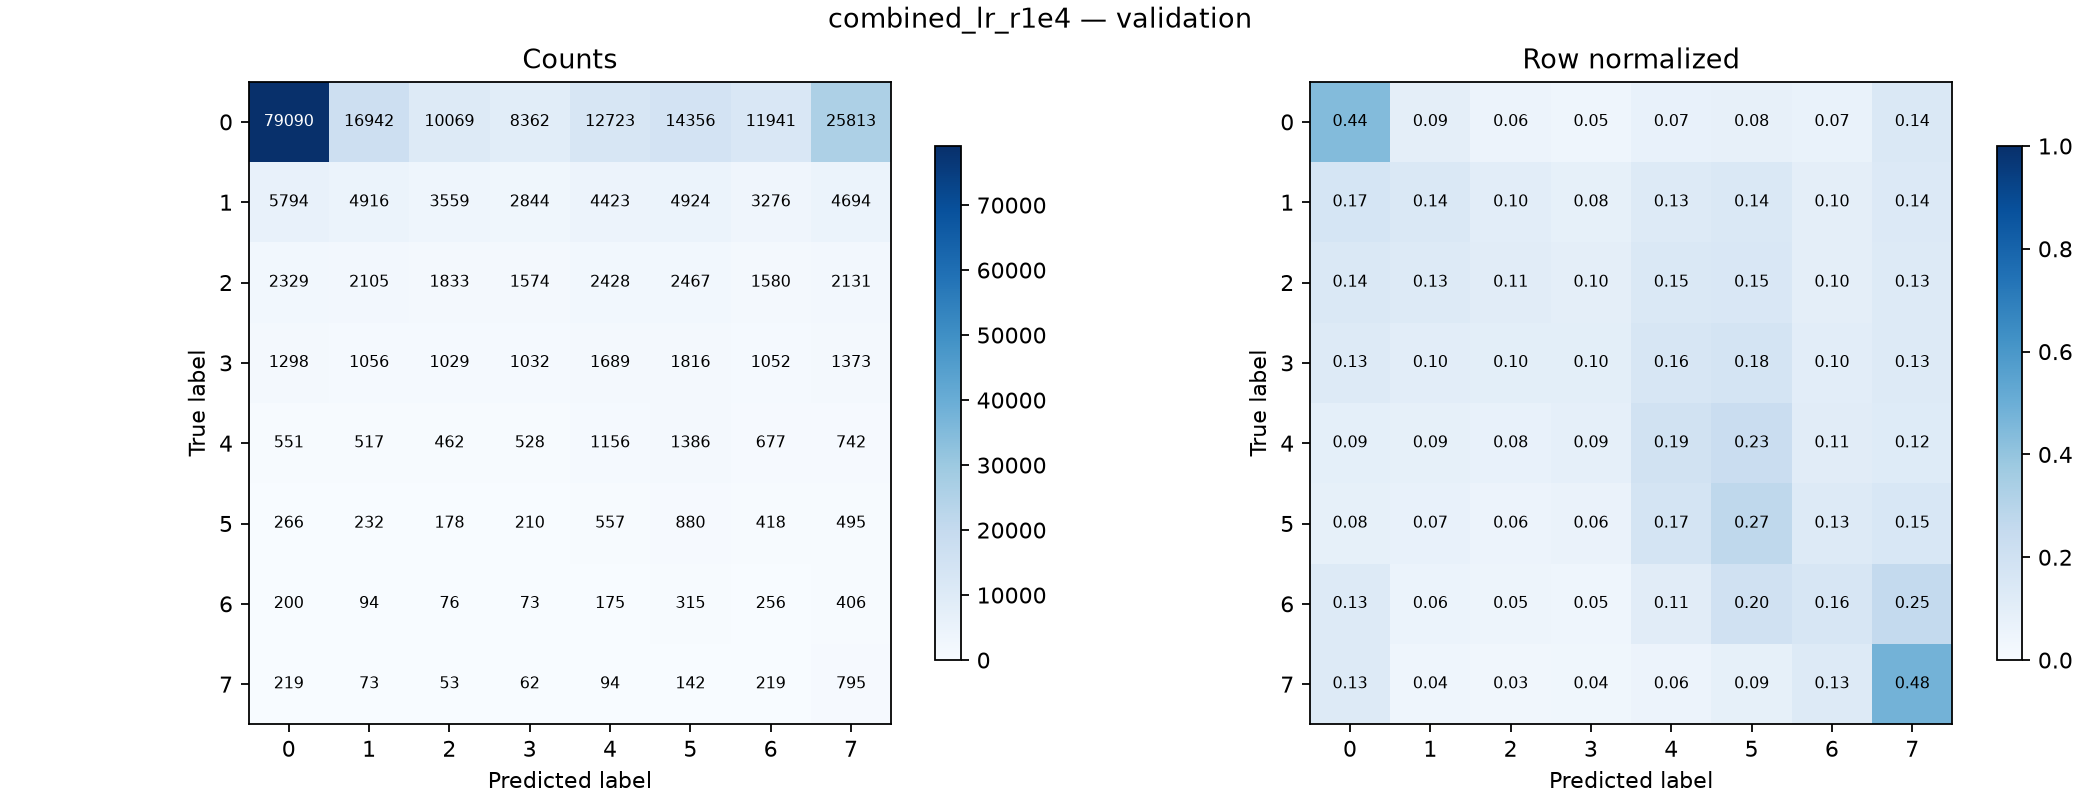 combined_lr_r1e4 — validation
Counts
Row normalized
0 79090 16942 10069 8362 12723 14356 11941 25813
1 5794 4916 3559 2844 4423 4924 3276 4694
2 2329 2105 1833 1574 2428 2467 1580 2131
3 1298 1056 1029 1032 1689 1816 1052 1373
4 551 517 462 528 1156 1386 677 742
5 266 232 178 210 557 880 418 495
6 200 94 76 73 175 315 256 406
7 219 73 53 62 94 142 219 795
0 1 2 3 4 5 6 7
Predicted label
True label
70000
60000
50000
40000
30000
20000
10000
0
0 0.44 0.09 0.06 0.05 0.07 0.08 0.07 0.14
1 0.17 0.14 0.10 0.08 0.13 0.14 0.10 0.14
2 0.14 0.13 0.11 0.10 0.15 0.15 0.10 0.13
3 0.13 0.10 0.10 0.10 0.16 0.18 0.10 0.13
4 0.09 0.09 0.08 0.09 0.19 0.23 0.11 0.12
5 0.08 0.07 0.06 0.06 0.17 0.27 0.13 0.15
6 0.13 0.06 0.05 0.05 0.11 0.20 0.16 0.25
7 0.13 0.04 0.03 0.04 0.06 0.09 0.13 0.48
0 1 2 3 4 5 6 7
Predicted label
True label
1.0
0.8
0.6
0.4
0.2
0.0